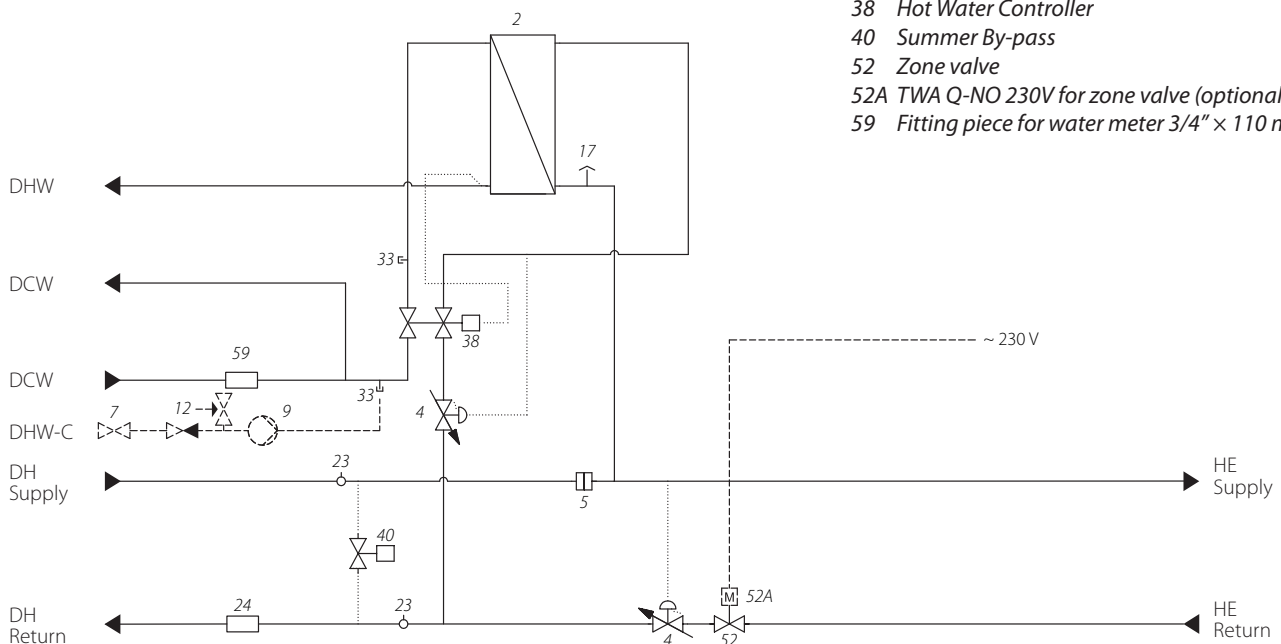 38 Hot Water Controller
40 Summer By-pass
52 Zone valve
52A TWA Q-NO 230V for zone valve (optional
59 Fitting piece for water meter 3/4" × 110
2
17
DHW
33
DCW
38
~ 230 V
59
DCW
33
4
7
12
9
DHW-C
23
DH
Supply
5
HE
Supply
40
52A
M
24
23
DH
Return
4
52
HE
Return